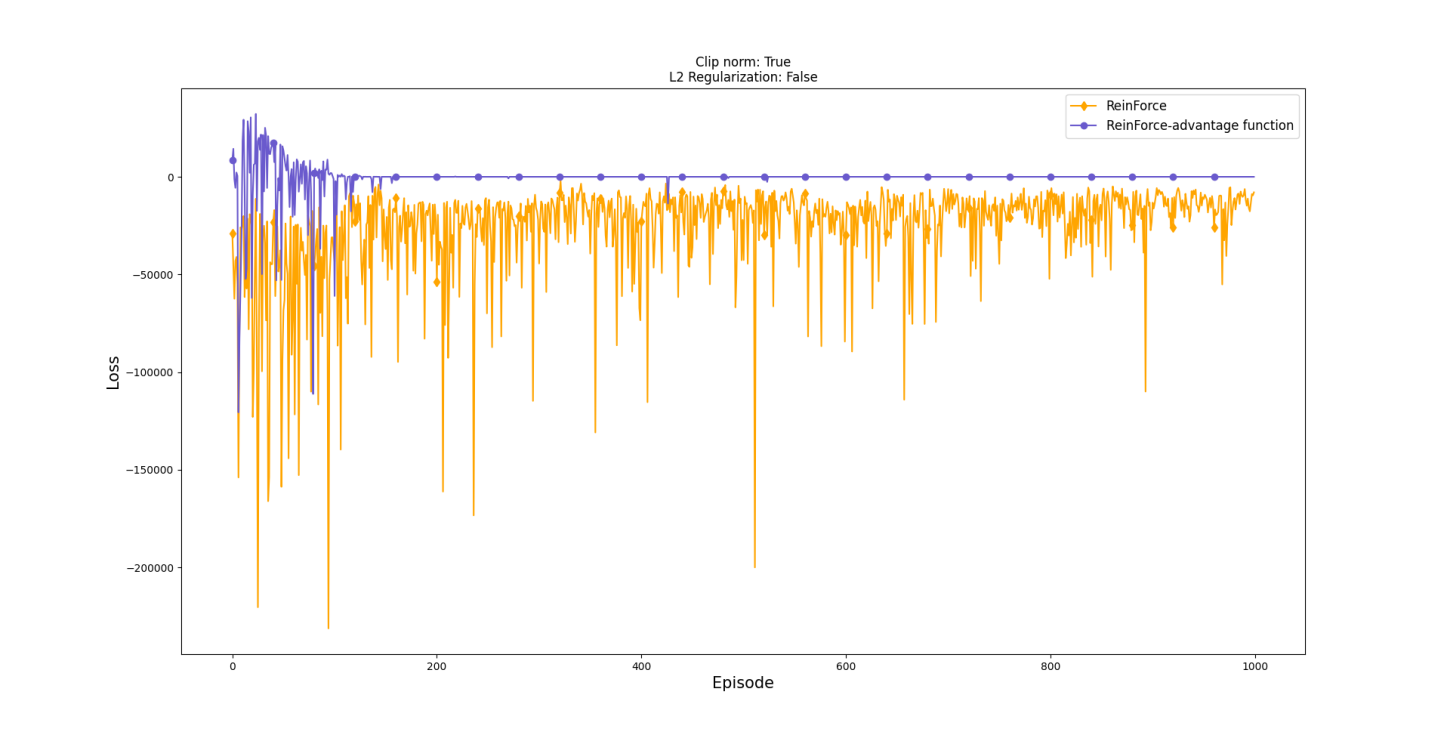 Clip norm: True
L2 Regularization: False
ReinForce
ReinForce-advantage function
0
−50000
−100000
−150000
−200000
Loss
0
200
400
600
800
1000
Episode